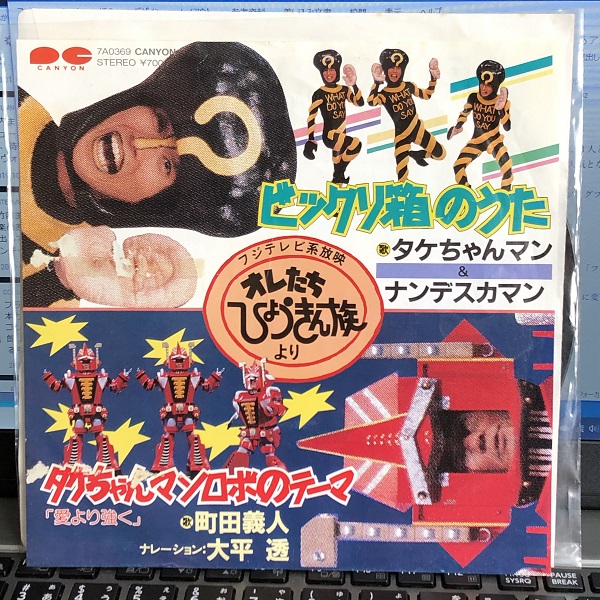 7A0369 CANYON
CANYON
STEREO ¥700
WHAT
DO YOU
SAY
WHAT
DO YOU
SAY
WHAT
DO YOU
SAY
ビックリ箱のうた
歌 タケちゃんマン
&
ナンデスカマン
フジテレビ系放映
オレたち
ひょうきん族
より
タケちゃんマンロボのテーマ
「愛より強く」
歌 町田義人
ナレーション:大平 透
SYSRQ
PAUSE
BREAK